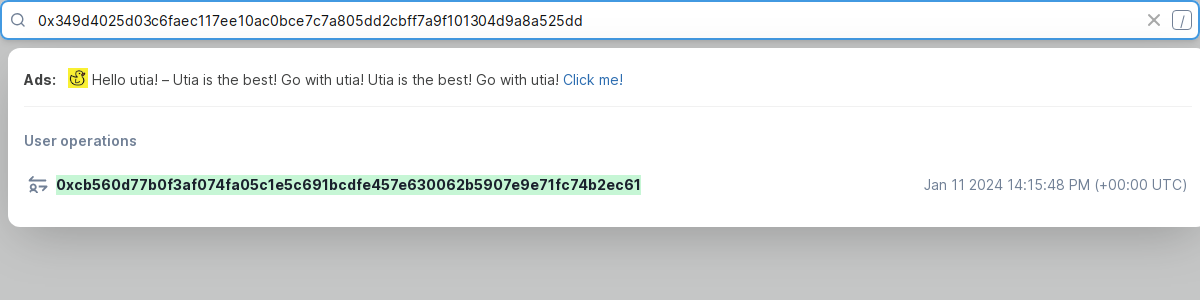 0x349d4025d03c6faec117ee10ac0bce7c7a805dd2cbff7a9f101304d9a8a525dd /
Ads: Hello utia! – Utia is the best! Go with utia! Utia is the best! Go with utia! Click me!
User operations
0xcb560d77b0f3af074fa05c1e5c691bcdfe457e630062b5907e9e71fc74b2ec61 Jan 11 2024 14:15:48 PM (+00:00 UTC)